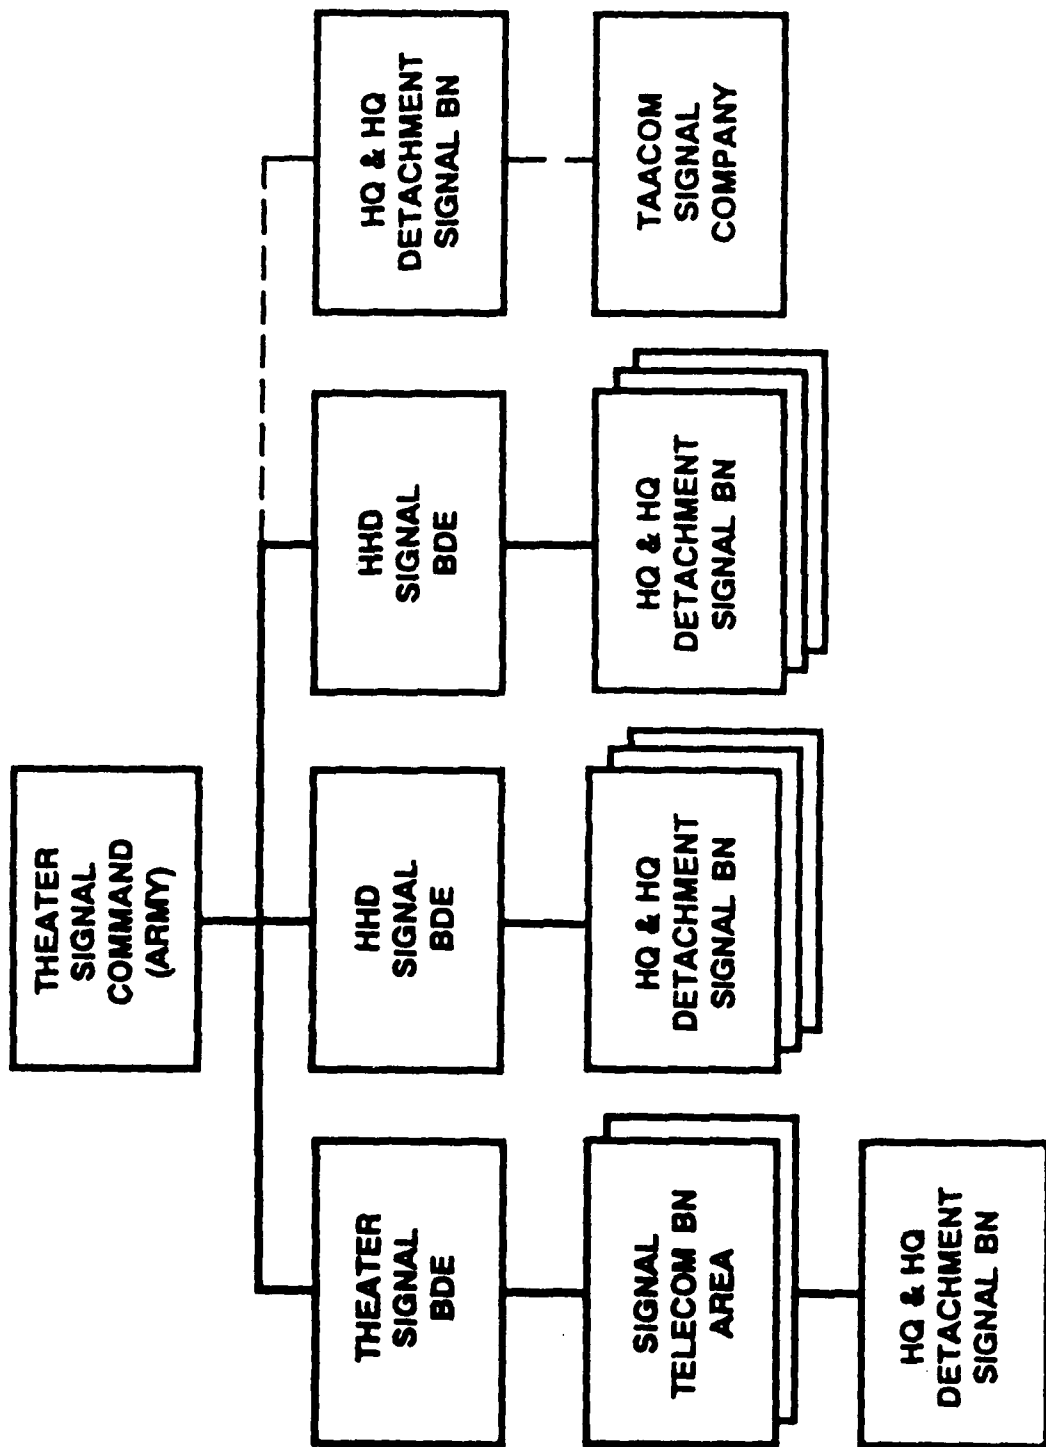 THEATER
SIGNAL
COMMAND
(ARMY)
THEATER
SIGNAL
BDE
HHD
SIGNAL
BDE
HHD
SIGNAL
BDE
HQ & HQ
DETACHMENT
SIGNAL BN
SIGNAL
TELECOM BN
AREA
HQ & HQ
DETACHMENT
SIGNAL BN
HQ & HQ
DETACHMENT
SIGNAL BN
TAACOM
SIGNAL
COMPANY
HQ & HQ
DETACHMENT
SIGNAL BN